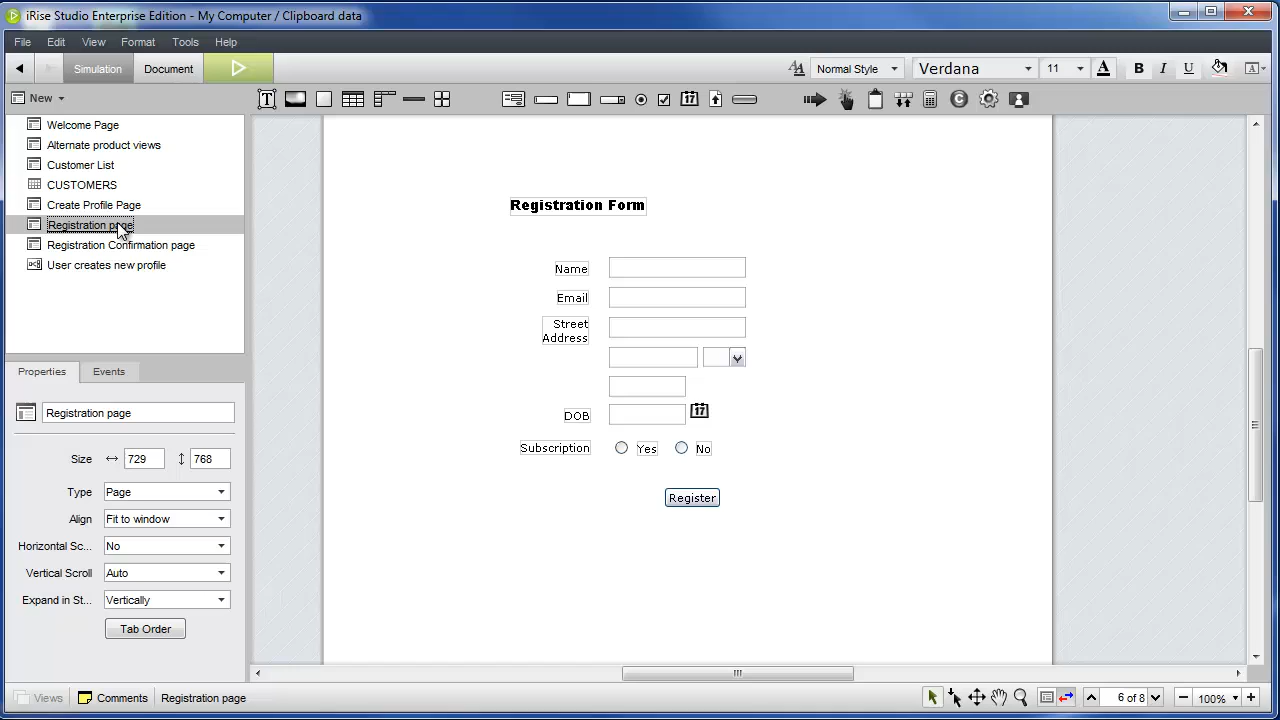 iRise Studio Enterprise Edition - My Computer / Clipboard data
File Edit View Format Tools Help
Simulation Document Normal Style Verdana 11 A B I U A
New T 17 C
Welcome Page
Alternate product views
Customer List
CUSTOMERS
Create Profile Page
Registration page
Registration Confirmation page
User creates new profile
Properties Events
Registration page
Size 729 768
Type Page
Align Fit to window
Horizontal Sc... No
Vertical Scroll Auto
Expand in St... Vertically
Tab Order
Registration Form
Name
Email
Street
Address
DOB 17
Subscription Yes No
Register
Views Comments Registration page 6 of 8 100%